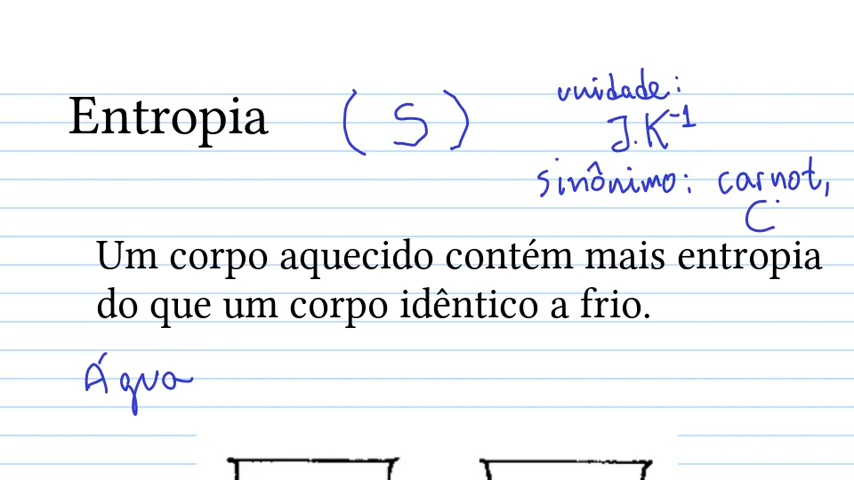 Entropia (S)
unidade:
J.K⁻¹
sinônimo: carnot,
C
Um corpo aquecido contém mais entropia
do que um corpo idêntico a frio.
Água